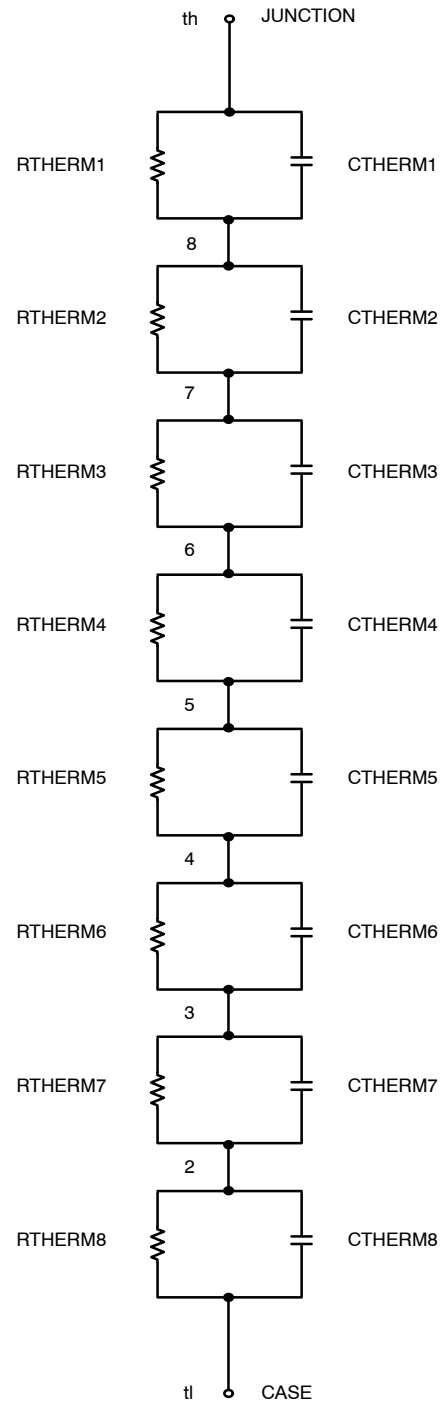 th JUNCTION
RTHERM1 CTHERM1
8
RTHERM2 CTHERM2
7
RTHERM3 CTHERM3
6
RTHERM4 CTHERM4
5
RTHERM5 CTHERM5
4
RTHERM6 CTHERM6
3
RTHERM7 CTHERM7
2
RTHERM8 CTHERM8
tl CASE